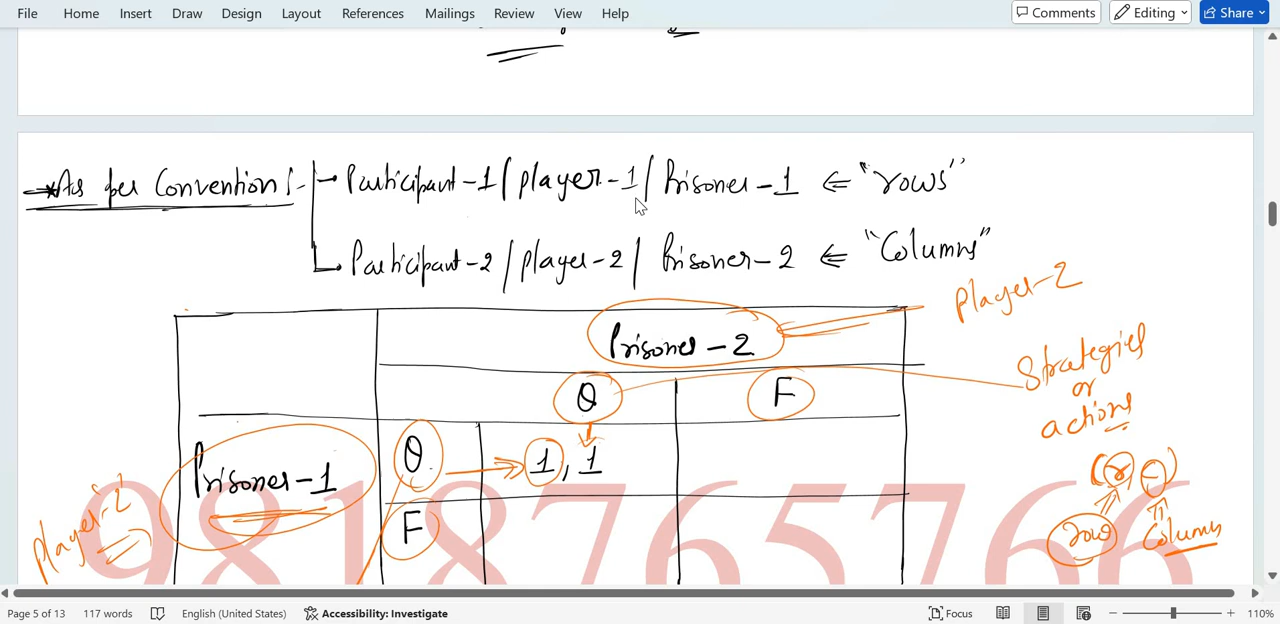 File Home Insert Draw Design Layout References Mailings Review View Help Comments Editing Share
*As per Convention :- Participant-1/player-1/Prisoner-1 ⇐ "rows"
Participant-2/player-2/Prisoner-2 ⇐ "Columns"
Prisoner-2
player-2
Q F
Strategies
or
actions
Prisoner-1 Q 1, 1
F
player-2
(r, -)
row Columns
9818765766
Page 5 of 13 117 words English (United States) Accessibility: Investigate Focus 110%